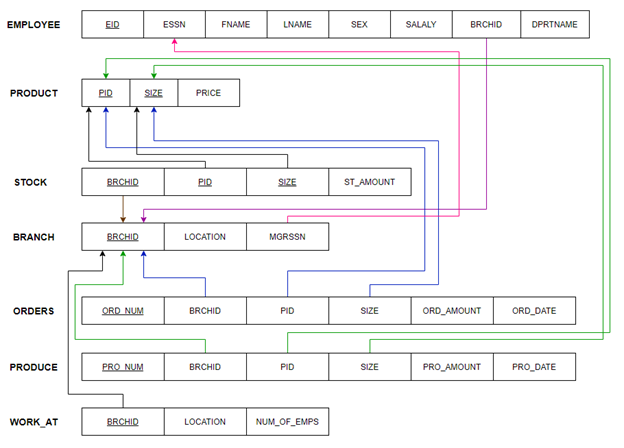 EMPLOYEE EID ESSN FNAME LNAME SEX SALALY BRCHID DPRTNAME
PRODUCT PID SIZE PRICE
STOCK BRCHID PID SIZE ST_AMOUNT
BRANCH BRCHID LOCATION MGRSSN
ORDERS ORD_NUM BRCHID PID SIZE ORD_AMOUNT ORD_DATE
PRODUCE PRO_NUM BRCHID PID SIZE PRO_AMOUNT PRO_DATE
WORK_AT BRCHID LOCATION NUM_OF_EMPS